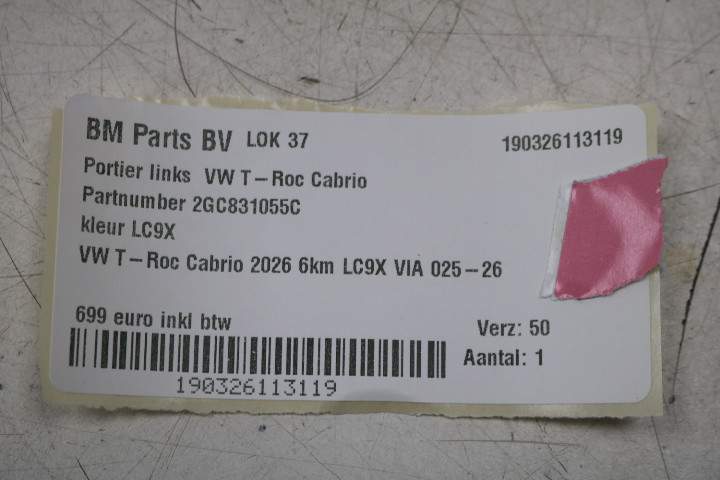 BM Parts BV LOK 37 190326113119
Portier links VW T-Roc Cabrio
Partnumber 2GC831055C
kleur LC9X
VW T-Roc Cabrio 2026 6km LC9X VIA 025-26
699 euro inkl btw Verz: 50
Aantal: 1
190326113119